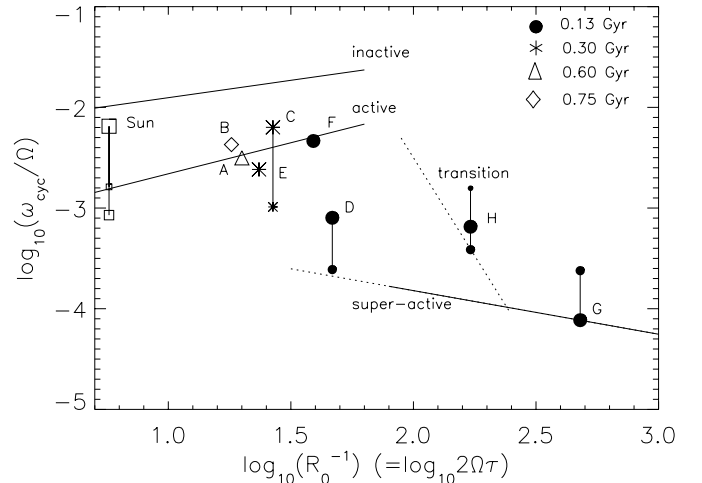 −1
0.13 Gyr
0.30 Gyr
0.60 Gyr
0.75 Gyr
inactive
−2
Sun
B
C
F
active
A
E
transition
−3
D
H
super−active
G
−4
−5
log10(ωcyc/Ω)
1.0 1.5 2.0 2.5 3.0
log10(R0−1) (=log102Ωτ)